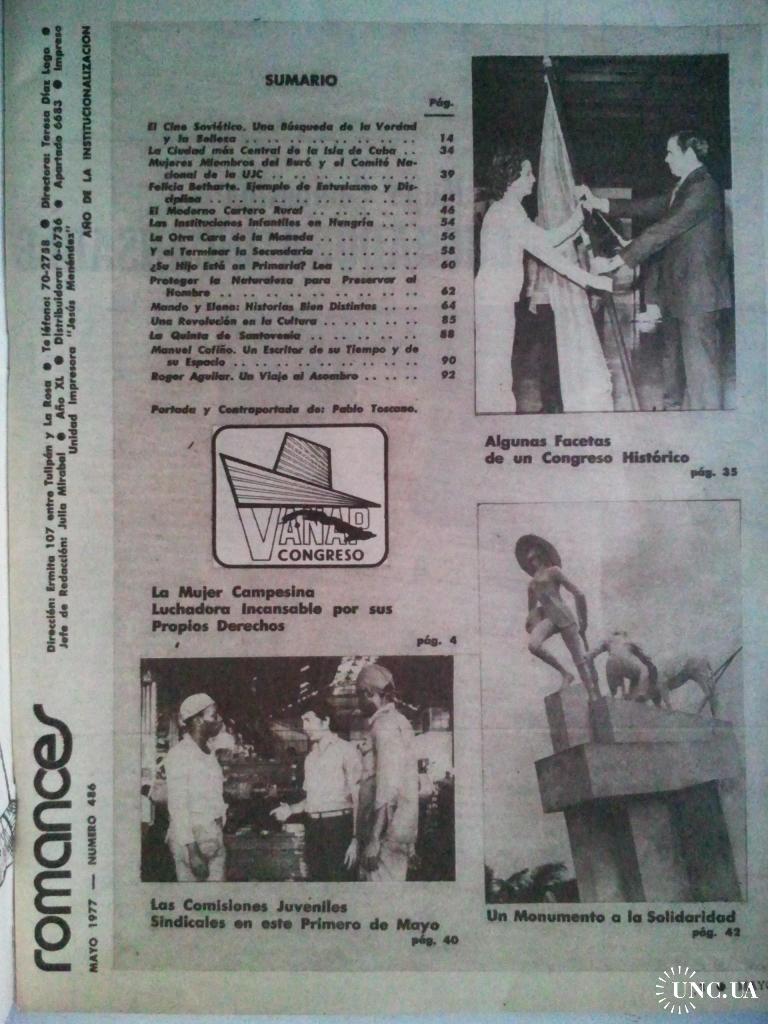 SUMARIO
Pág.
El Cine Soviético. Una Búsqueda de la Verdad
y la Belleza .. .. .. .. .. .. .. .. 14
La Ciudad más Central de la Isla de Cuba .. 34
Mujeres Miembros del Buró y el Comité Na-
cional de la UJC .. .. .. .. .. .. .. 39
Felicia Betharte. Ejemplo de Entusiasmo y Dis-
ciplina .. .. .. .. .. .. .. .. .. 44
El Moderno Cartero Rural .. .. .. .. .. 46
Las Instituciones Infantiles en Hungría .. .. 54
La Otra Cara de la Moneda .. .. .. .. .. 56
Y al Terminar la Secundaria .. .. .. .. .. 58
¿Su Hijo Está en Primaria? Lea .. .. .. .. 60
Proteger la Naturaleza para Preservar al
Hombre .. .. .. .. .. .. .. .. .. 62
Mando y Elena: Historias Bien Distintas .. .. 64
Una Revolución en la Cultura .. .. .. .. 85
La Quinta de Santovenia .. .. .. .. .. 88
Manuel Cofiño. Un Escritor de su Tiempo y de
su Espacio .. .. .. .. .. .. .. .. 90
Roger Aguilar. Un Viaje al Asombro .. .. .. 92
Portada y Contraportada de: Pablo Toscano.
V ANAP
CONGRESO
La Mujer Campesina
Luchadora Incansable por sus
Propios Derechos
pág. 4
Algunas Facetas
de un Congreso Histórico
pág. 35
Las Comisiones Juveniles
Sindicales en este Primero de Mayo
pág. 40
Un Monumento a la Solidaridad
pág. 42
romances
MAYO 1977 — NUMERO 486
Dirección: Ermita 107 entre Tulipán y La Rosa ● Teléfono: 70-2758 ● Directora: Teresa Díaz Lago ●
Jefe de Redacción: Julia Mirabal ● Año XL ● Distribuidora: 6-6736 ● Apartado 6683 ● Impreso
Unidad Impresora "Jesús Menéndez"
AÑO DE LA INSTITUCIONALIZACION
UNC.UA